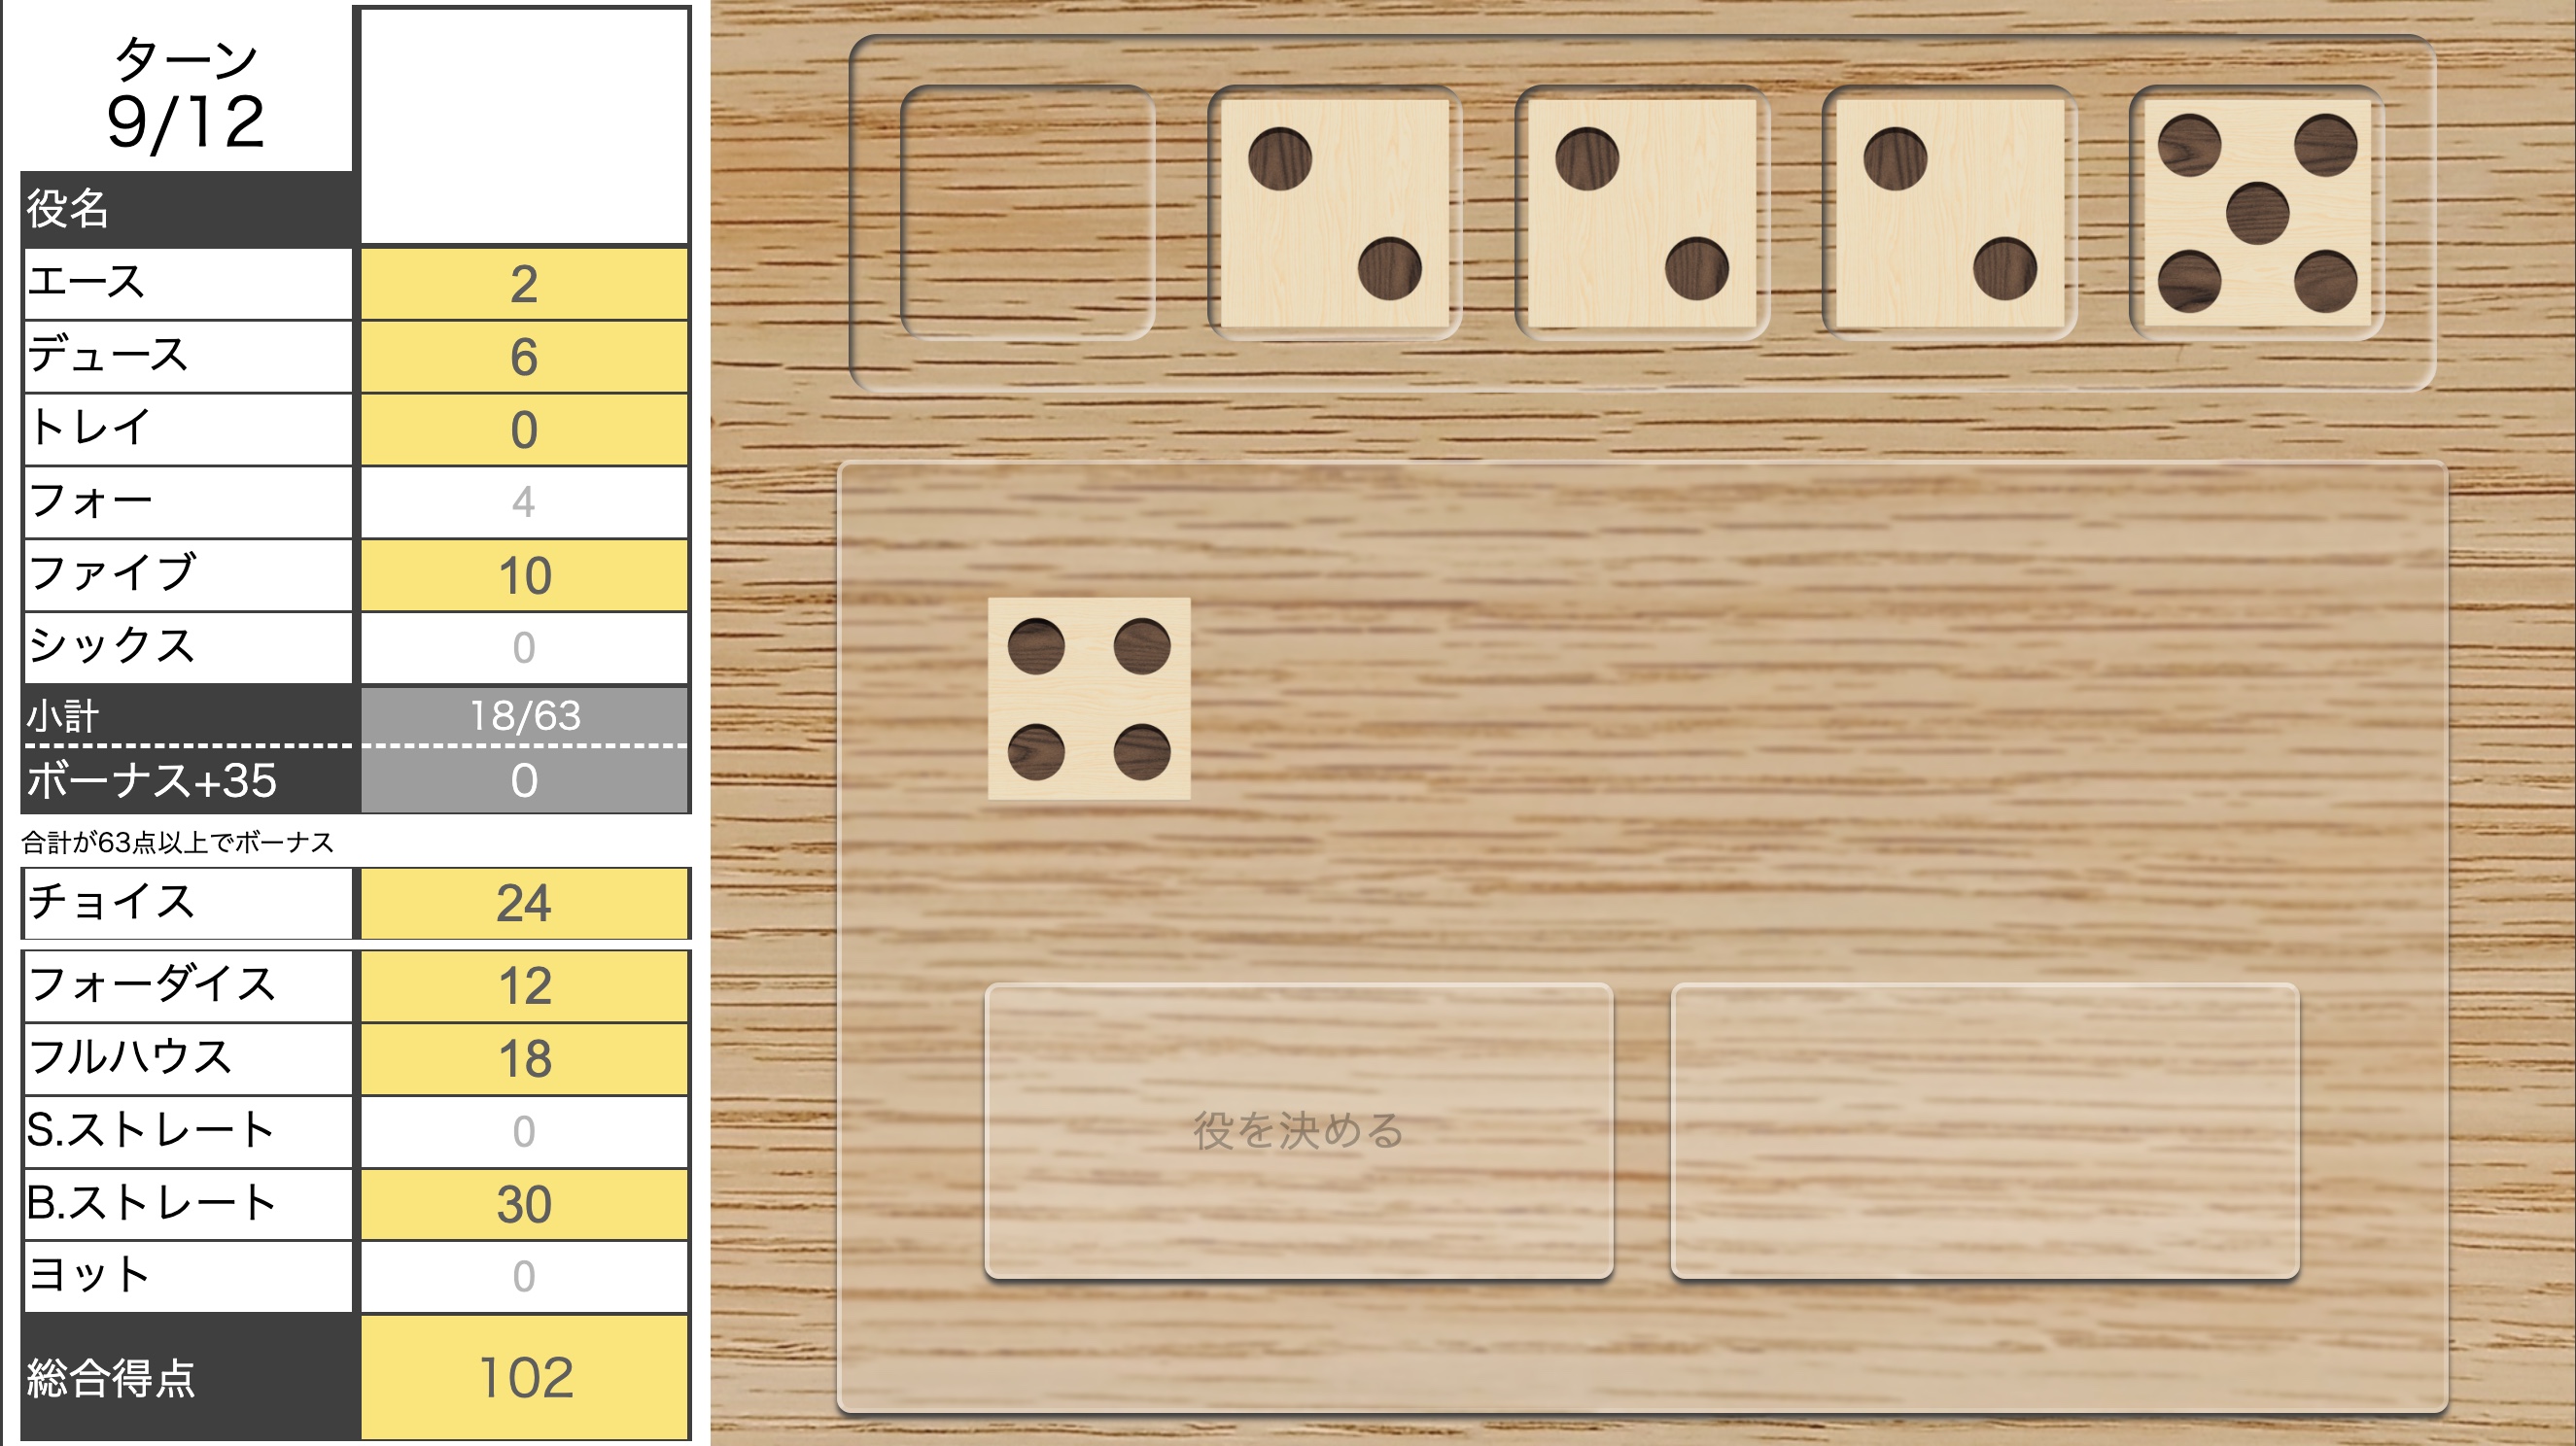 ターン
9/12
役名
エース 2
デュース 6
トレイ 0
フォー 4
ファイブ 10
シックス 0
小計 18/63
ボーナス+35 0
合計が63点以上でボーナス
チョイス 24
フォーダイス 12
フルハウス 18
S.ストレート 0
B.ストレート 30
ヨット 0
総合得点 102
役を決める